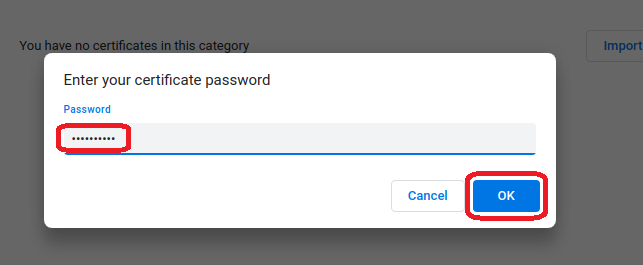 You have no certificates in this category
Import
Enter your certificate password
Password
••••••••••
Cancel
OK